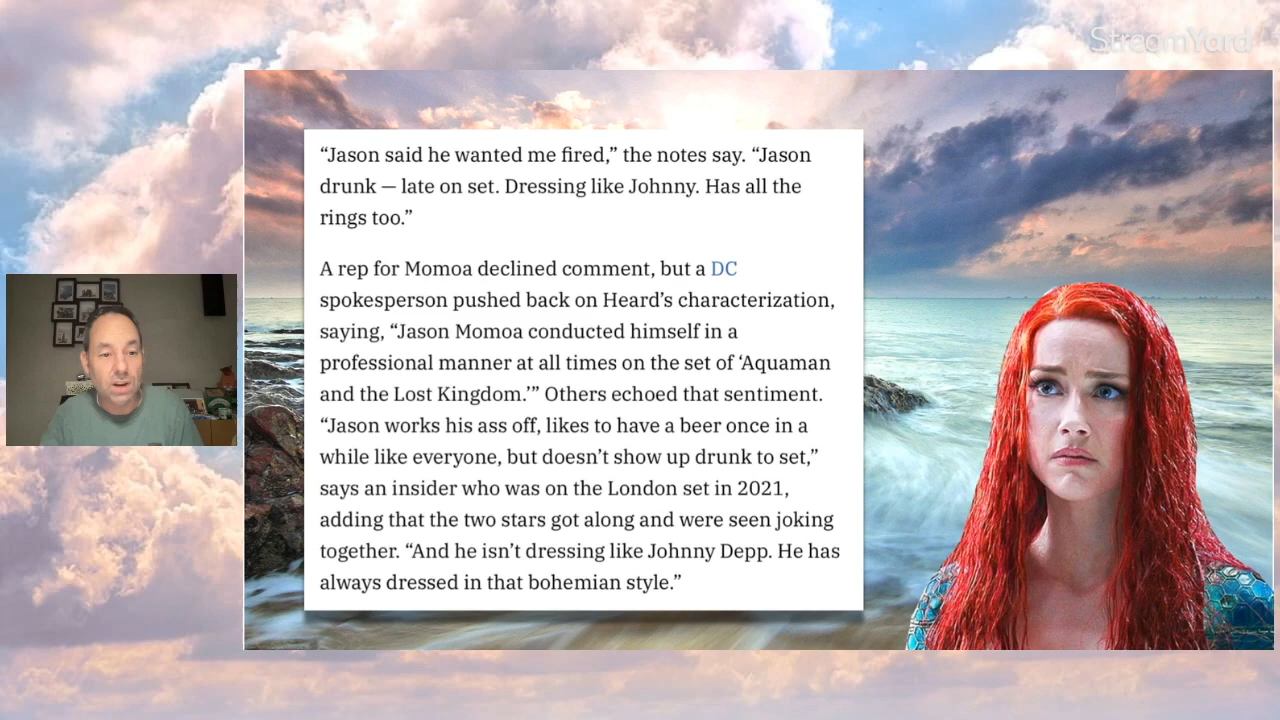 StreamYard
“Jason said he wanted me fired,” the notes say. “Jason
drunk — late on set. Dressing like Johnny. Has all the
rings too.”
A rep for Momoa declined comment, but a DC
spokesperson pushed back on Heard’s characterization,
saying, “Jason Momoa conducted himself in a
professional manner at all times on the set of ‘Aquaman
and the Lost Kingdom.’” Others echoed that sentiment.
“Jason works his ass off, likes to have a beer once in a
while like everyone, but doesn’t show up drunk to set,”
says an insider who was on the London set in 2021,
adding that the two stars got along and were seen joking
together. “And he isn’t dressing like Johnny Depp. He has
always dressed in that bohemian style.”